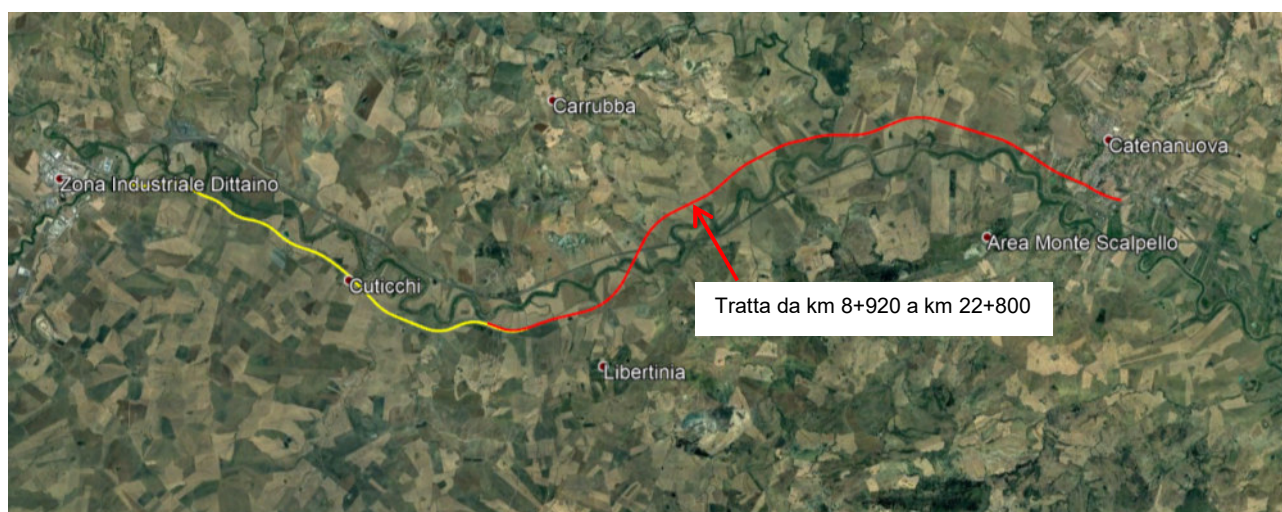 Carrubba
Catenanuova
Zona Industriale Dittaino
Area Monte Scalpello
Cuticchi
Tratta da km 8+920 a km 22+800
Libertinia